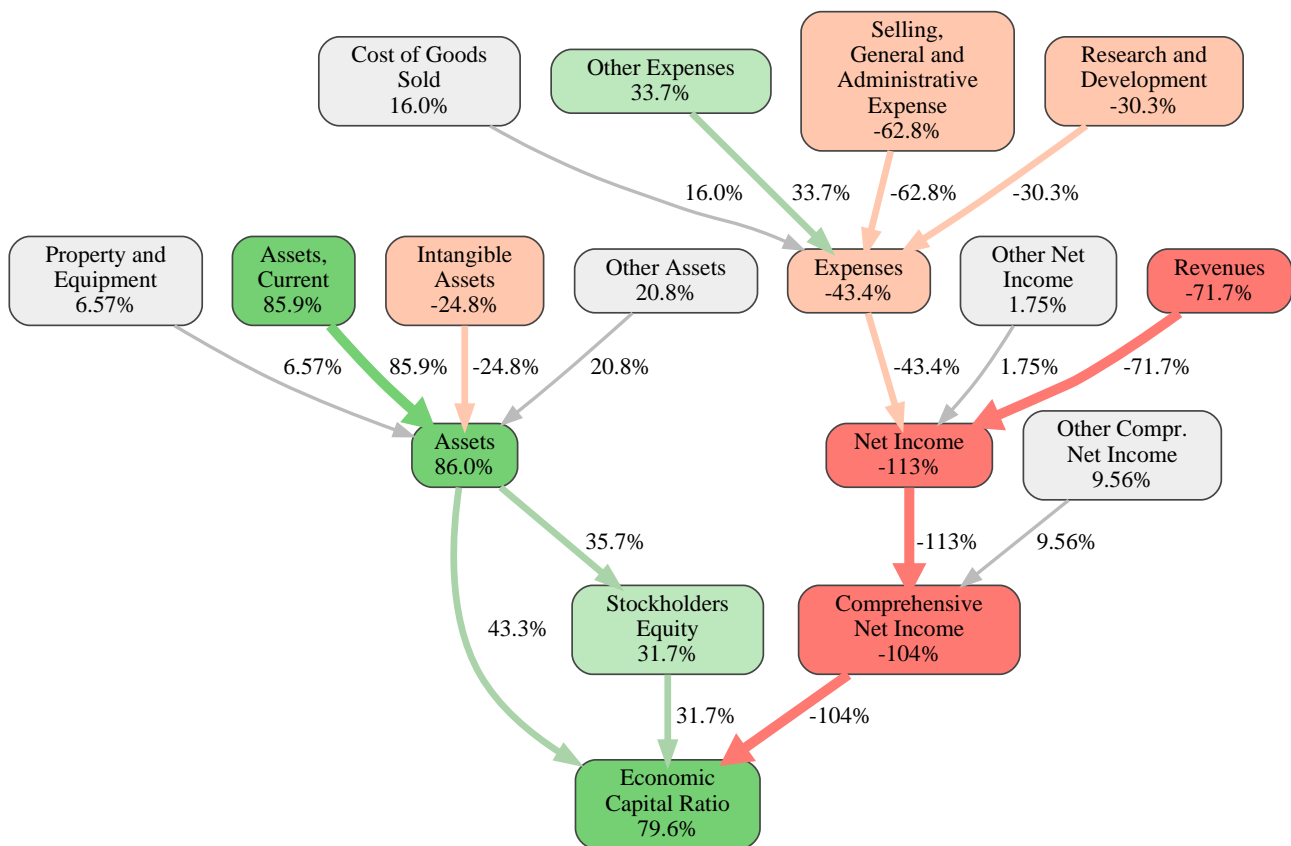 Cost of Goods
Sold
16.0%
Other Expenses
33.7%
Selling,
General and
Administrative
Expense
-62.8%
Research and
Development
-30.3%
16.0%
33.7%
-62.8%
-30.3%
Property and
Equipment
6.57%
Assets,
Current
85.9%
Intangible
Assets
-24.8%
Other Assets
20.8%
Expenses
-43.4%
Other Net
Income
1.75%
Revenues
-71.7%
6.57%
85.9%
-24.8%
20.8%
-43.4%
1.75%
-71.7%
Assets
86.0%
Net Income
-113%
Other Compr.
Net Income
9.56%
35.7%
-113%
9.56%
43.3%
Stockholders
Equity
31.7%
Comprehensive
Net Income
-104%
31.7%
-104%
Economic
Capital Ratio
79.6%